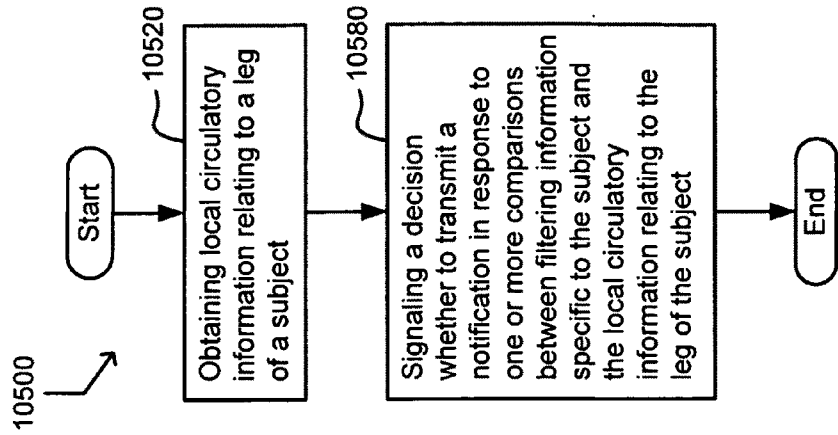 10500
Start
10520
Obtaining local circulatory
information relating to a leg
of a subject
10580
Signaling a decision
whether to transmit a
notification in response to
one or more comparisons
between filtering information
specific to the subject and
the local circulatory
information relating to the
leg of the subject
End